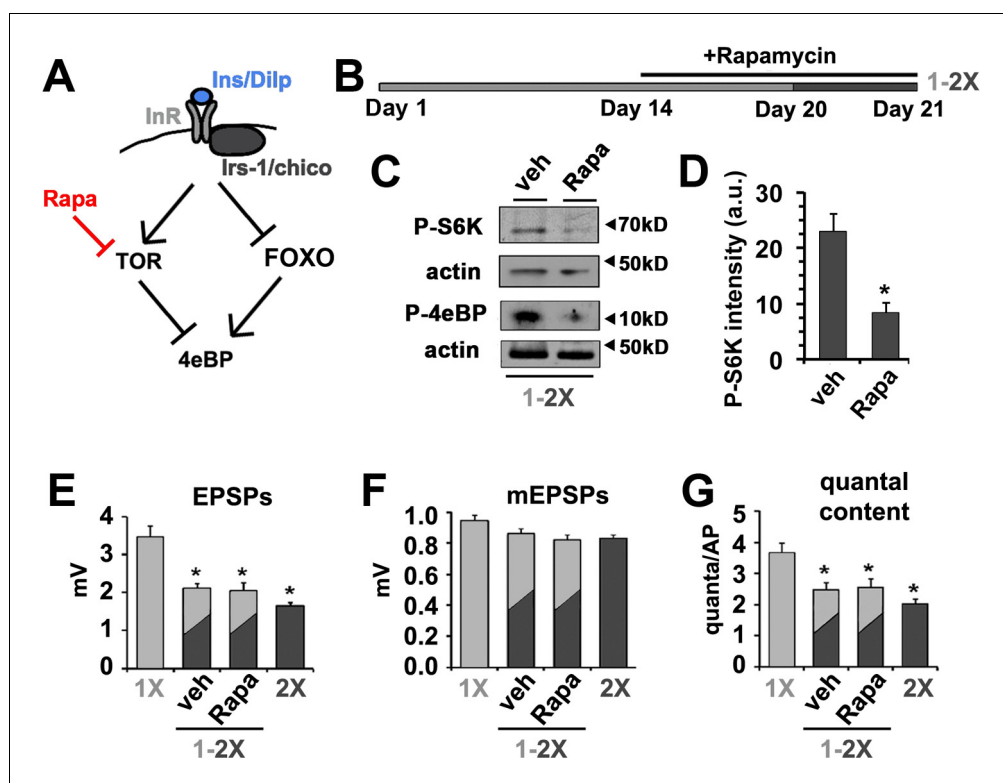 A
Ins/Dilp
InR
Irs-1/chico
Rapa
TOR
FOXO
4eBP
B
+Rapamycin
1-2X
Day 1
Day 14
Day 20
Day 21
C
veh
Rapa
P-S6K
70kD
actin
50kD
P-4eBP
10kD
actin
50kD
1-2X
D
P-S6K intensity (a.u.)
30
20
10
0
*
veh
Rapa
E
EPSPs
mV
4
3
2
1
0
* * *
1X
veh
Rapa
2X
1-2X
F
mEPSPs
mV
1.0
0.8
0.6
0.4
0.2
0.0
1X
veh
Rapa
2X
1-2X
G
quantal
content
quanta/AP
5
4
3
2
1
0
* * *
1X
veh
Rapa
2X
1-2X